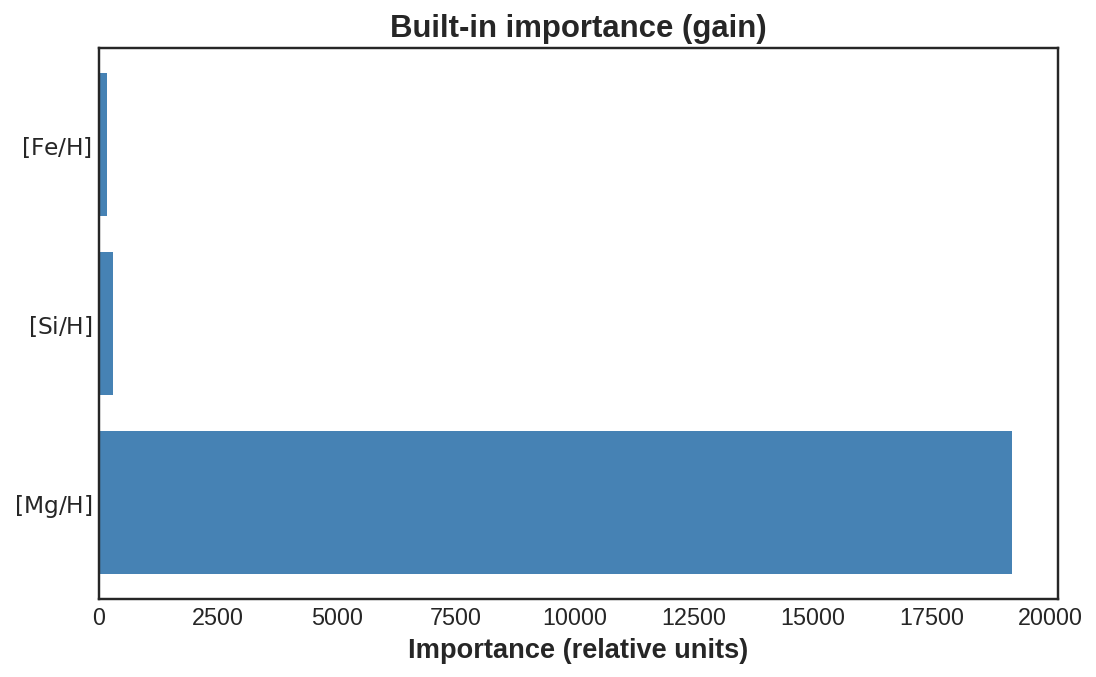 Built-in importance (gain)
[Fe/H]
[Si/H]
[Mg/H]
0 2500 5000 7500 10000 12500 15000 17500 20000
Importance (relative units)